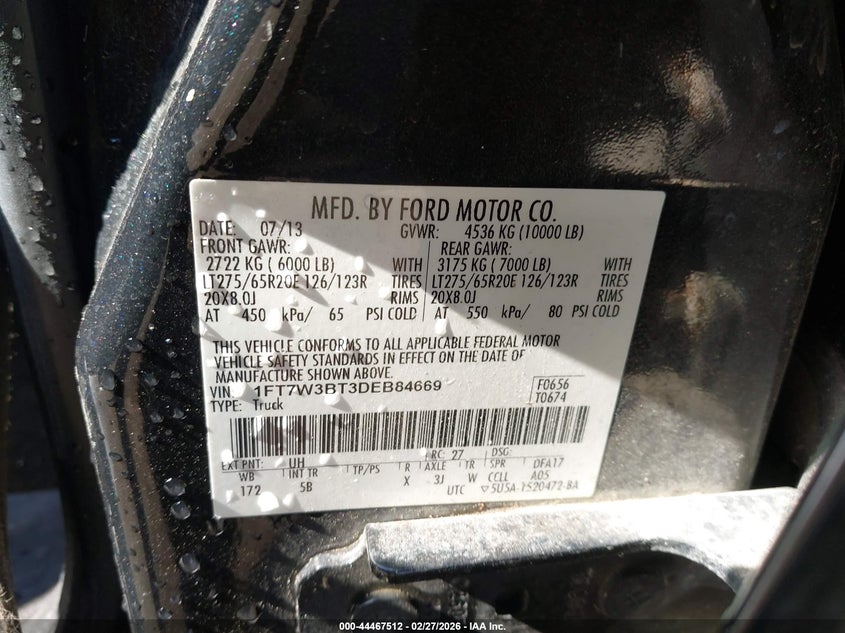 MFD. BY FORD MOTOR CO.
DATE: 07/13 GVWR: 4536 KG (10000 LB)
FRONT GAWR: REAR GAWR:
2722 KG ( 6000 LB) WITH 3175 KG ( 7000 LB) WITH
LT275/65R20E 126/123R TIRES LT275/65R20E 126/123R TIRES
20X8.0J RIMS 20X8.0J RIMS
AT 450 kPa/ 65 PSI COLD AT 550 kPa/ 80 PSI COLD
THIS VEHICLE CONFORMS TO ALL APPLICABLE FEDERAL MOTOR
VEHICLE SAFETY STANDARDS IN EFFECT ON THE DATE OF
MANUFACTURE SHOWN ABOVE.
VIN: 1FT7W3BT3DEB84669 F0656
TYPE: Truck T0674
RC: 27 DSG:
EXT PNT: UH DFA17
WB INT TR TP/PS R AXLE TR SPR
172 5B X 3J W CCLL A05
UTC ▽5U5A-1520472-BA
000-44467512 — 02/27/2026 — IAA Inc.